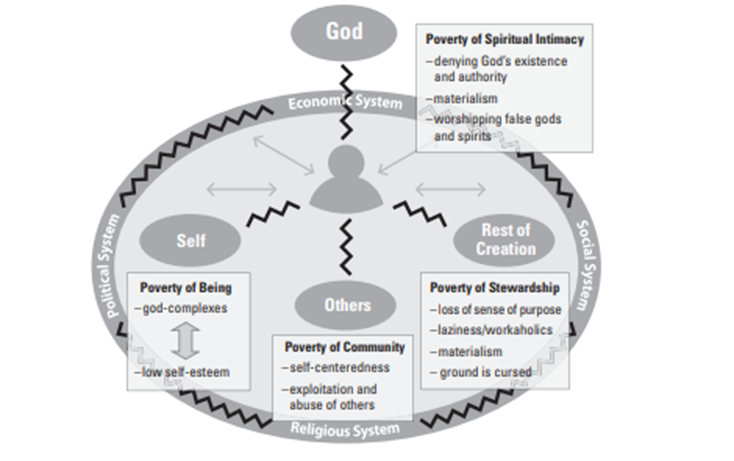 God
Poverty of Spiritual Intimacy
–denying God's existence
and authority
–materialism
–worshipping false gods
and spirits
Economic System
Political System
Social System
Self
Rest of
Creation
Poverty of Being
–god-complexes
–low self-esteem
Others
Poverty of Community
–self-centeredness
–exploitation and
abuse of others
Poverty of Stewardship
–loss of sense of purpose
–laziness/workaholics
–materialism
– ground is cursed
Religious System